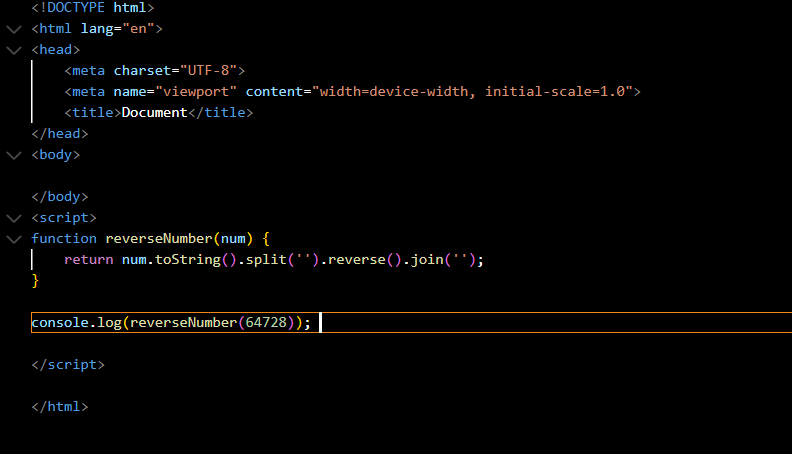 <!DOCTYPE html>
<html lang="en">
<head>
    <meta charset="UTF-8">
    <meta name="viewport" content="width=device-width, initial-scale=1.0">
    <title>Document</title>
</head>
<body>

</body>
<script>
function reverseNumber(num) {
    return num.toString().split('').reverse().join('');
}

console.log(reverseNumber(64728));

</script>

</html>